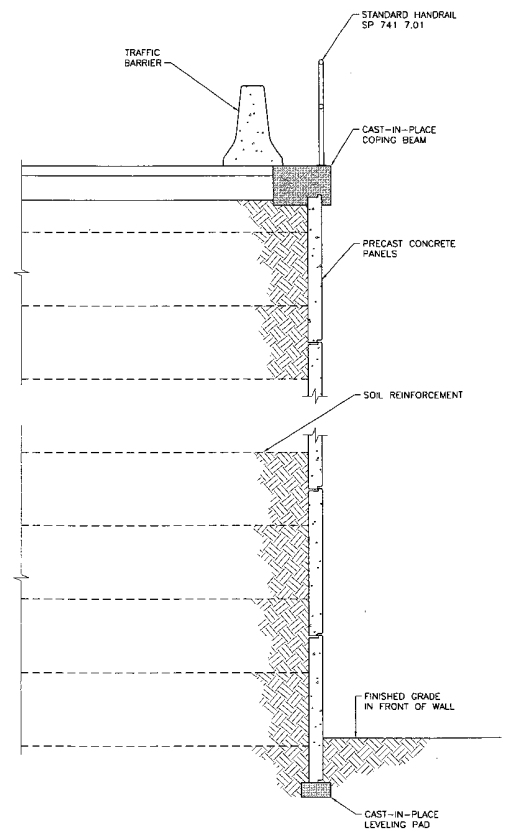 STANDARD HANDRAIL
SP 741 7.01
TRAFFIC
BARRIER
CAST-IN-PLACE
COPING BEAM
PRECAST CONCRETE
PANELS
SOIL REINFORCEMENT
FINISHED GRADE
IN FRONT OF WALL
CAST-IN-PLACE
LEVELING PAD